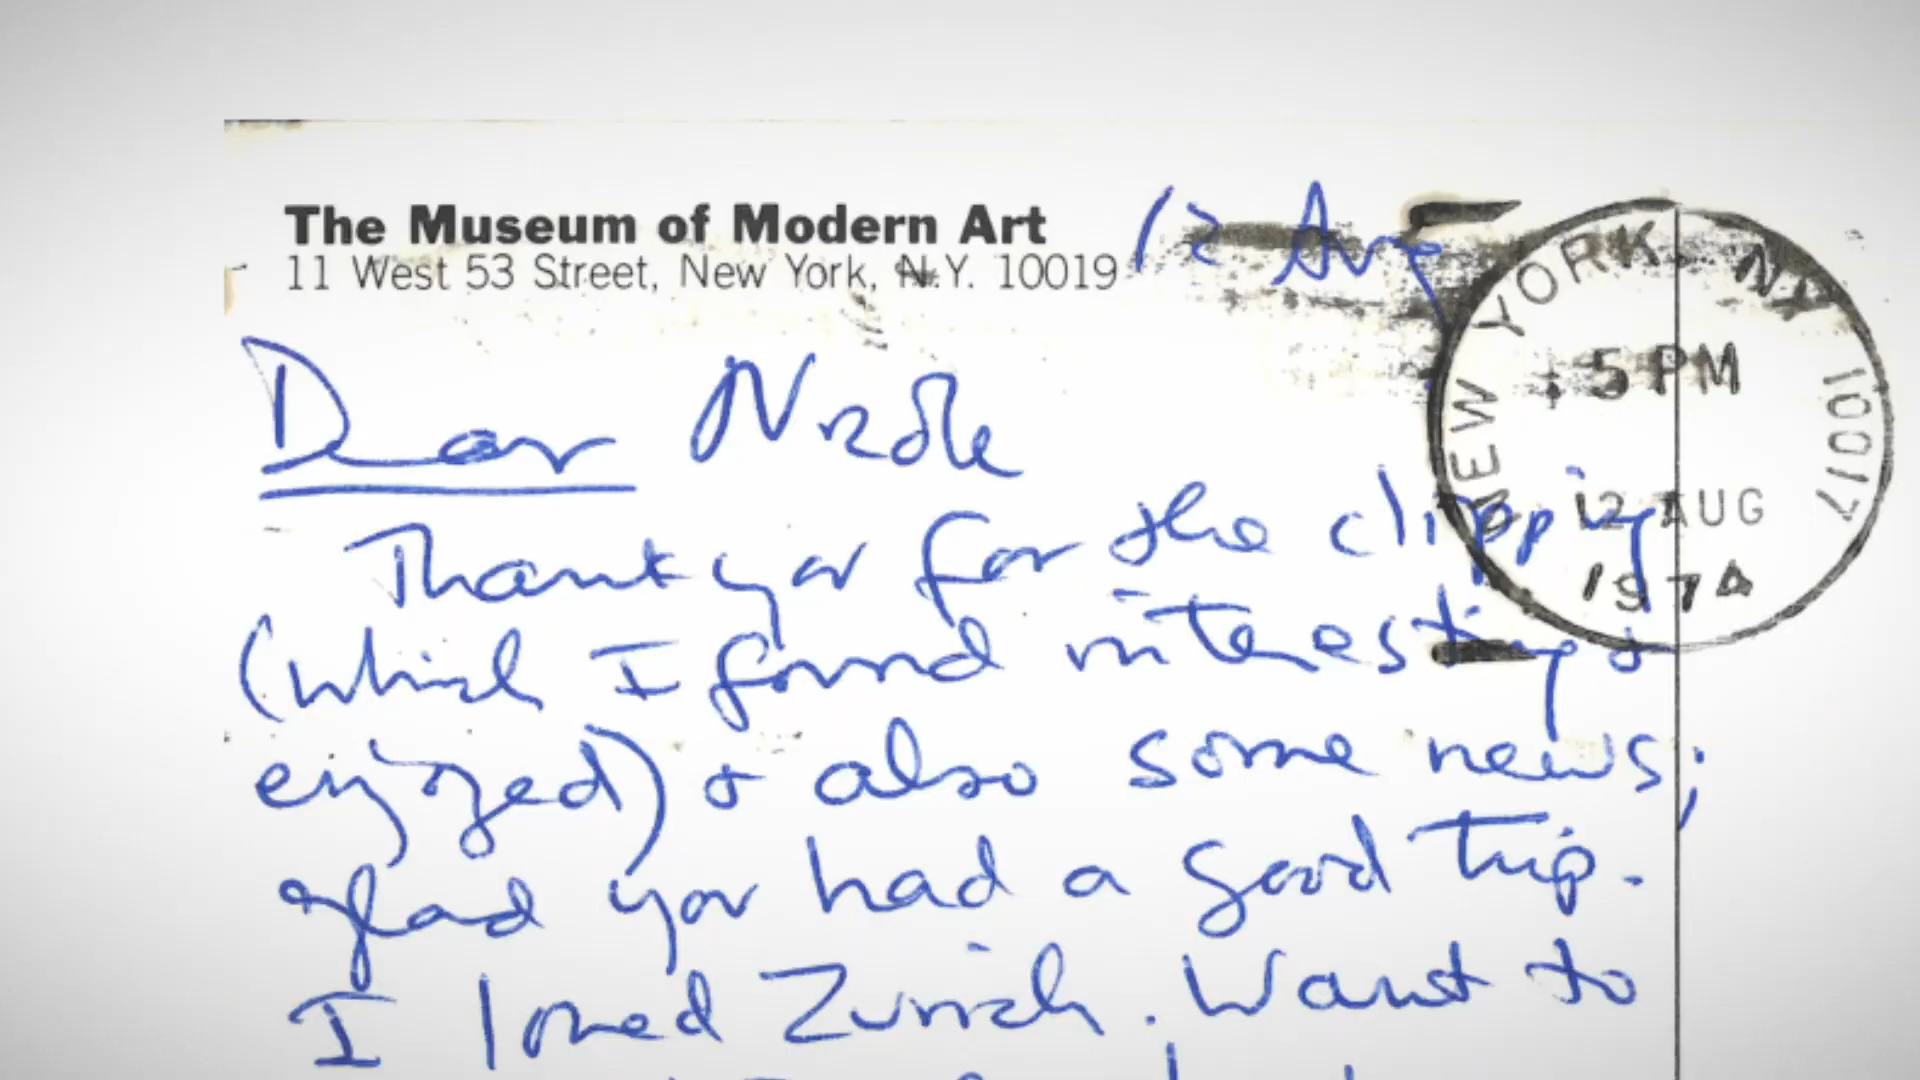 The Museum of Modern Art
11 West 53 Street, New York, N.Y. 10019
12 Aug
NEW YORK, NY 10017
5 PM
12 AUG
1974
Dear Nicole
Thank you for the clipping
(which I found interesting &
enjoyed) & also some news;
glad you had a good trip.
I loved Zurich. Want to